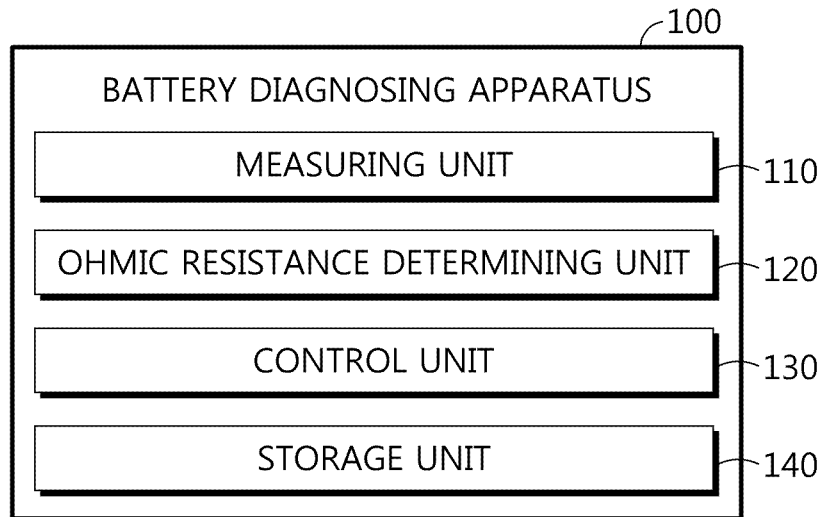 100
BATTERY DIAGNOSING APPARATUS
MEASURING UNIT
110
OHMIC RESISTANCE DETERMINING UNIT
120
CONTROL UNIT
130
STORAGE UNIT
140